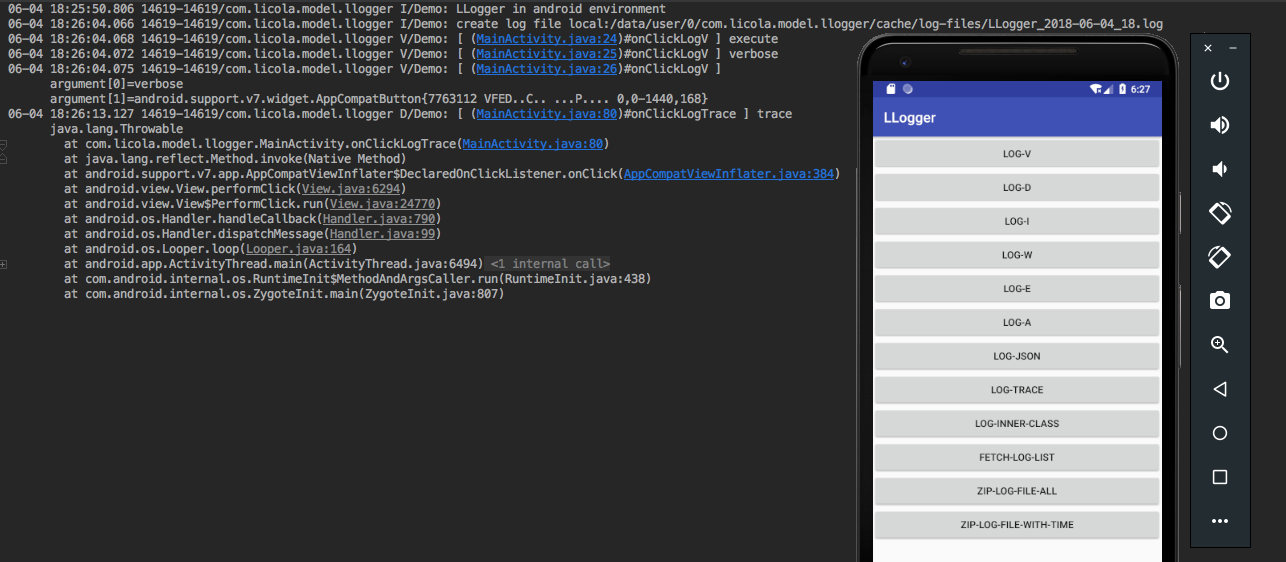 06-04 18:25:50.806 14619-14619/com.licola.model.llogger I/Demo: LLogger in android environment
06-04 18:26:04.066 14619-14619/com.licola.model.llogger I/Demo: create log file local:/data/user/0/com.licola.model.llogger/cache/log-files/LLogger_2018-06-04_18.log
06-04 18:26:04.068 14619-14619/com.licola.model.llogger V/Demo: [ (MainActivity.java:24)#onClickLogV ] execute
06-04 18:26:04.072 14619-14619/com.licola.model.llogger V/Demo: [ (MainActivity.java:25)#onClickLogV ] verbose
06-04 18:26:04.075 14619-14619/com.licola.model.llogger V/Demo: [ (MainActivity.java:26)#onClickLogV ]
argument[0]=verbose
argument[1]=android.support.v7.widget.AppCompatButton{7763112 VFED..C.. ...P.... 0,0-1440,168}
06-04 18:26:13.127 14619-14619/com.licola.model.llogger D/Demo: [ (MainActivity.java:80)#onClickLogTrace ] trace
java.lang.Throwable
at com.licola.model.llogger.MainActivity.onClickLogTrace(MainActivity.java:80)
at java.lang.reflect.Method.invoke(Native Method)
at android.support.v7.app.AppCompatViewInflater$DeclaredOnClickListener.onClick(AppCompatViewInflater.java:384)
at android.view.View.performClick(View.java:6294)
at android.view.View$PerformClick.run(View.java:24770)
at android.os.Handler.handleCallback(Handler.java:790)
at android.os.Handler.dispatchMessage(Handler.java:99)
at android.os.Looper.loop(Looper.java:164)
at android.app.ActivityThread.main(ActivityThread.java:6494) <1 internal call>
at com.android.internal.os.RuntimeInit$MethodAndArgsCaller.run(RuntimeInit.java:438)
at com.android.internal.os.ZygoteInit.main(ZygoteInit.java:807)
6:27
LLogger
LOG-V
LOG-D
LOG-I
LOG-W
LOG-E
LOG-A
LOG-JSON
LOG-TRACE
LOG-INNER-CLASS
FETCH-LOG-LIST
ZIP-LOG-FILE-ALL
ZIP-LOG-FILE-WITH-TIME